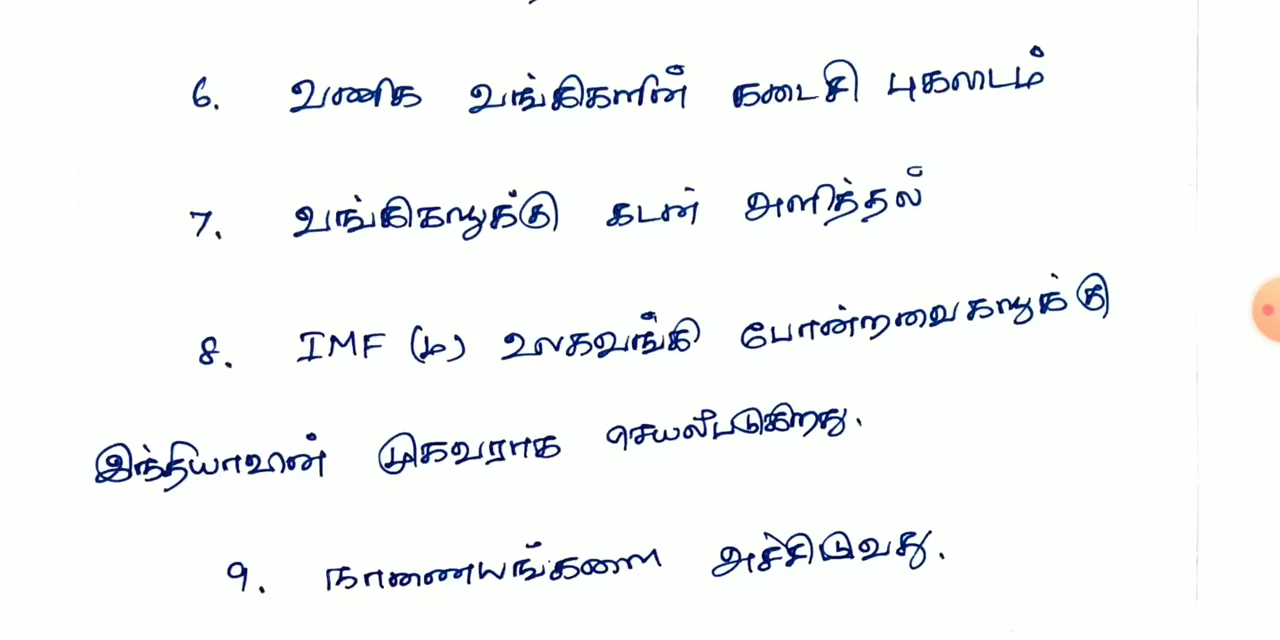 6. வணிக வங்கிகளின் கடைசி புகலிடம்
7. வங்கிகளுக்கு கடன் அளித்தல்
8. IMF (ம) உலகவங்கி போன்றவைகளுக்கு
இந்தியாவின் முகவராக செயல்படுகிறது.
9. நாணயங்களை அச்சிடுவது.